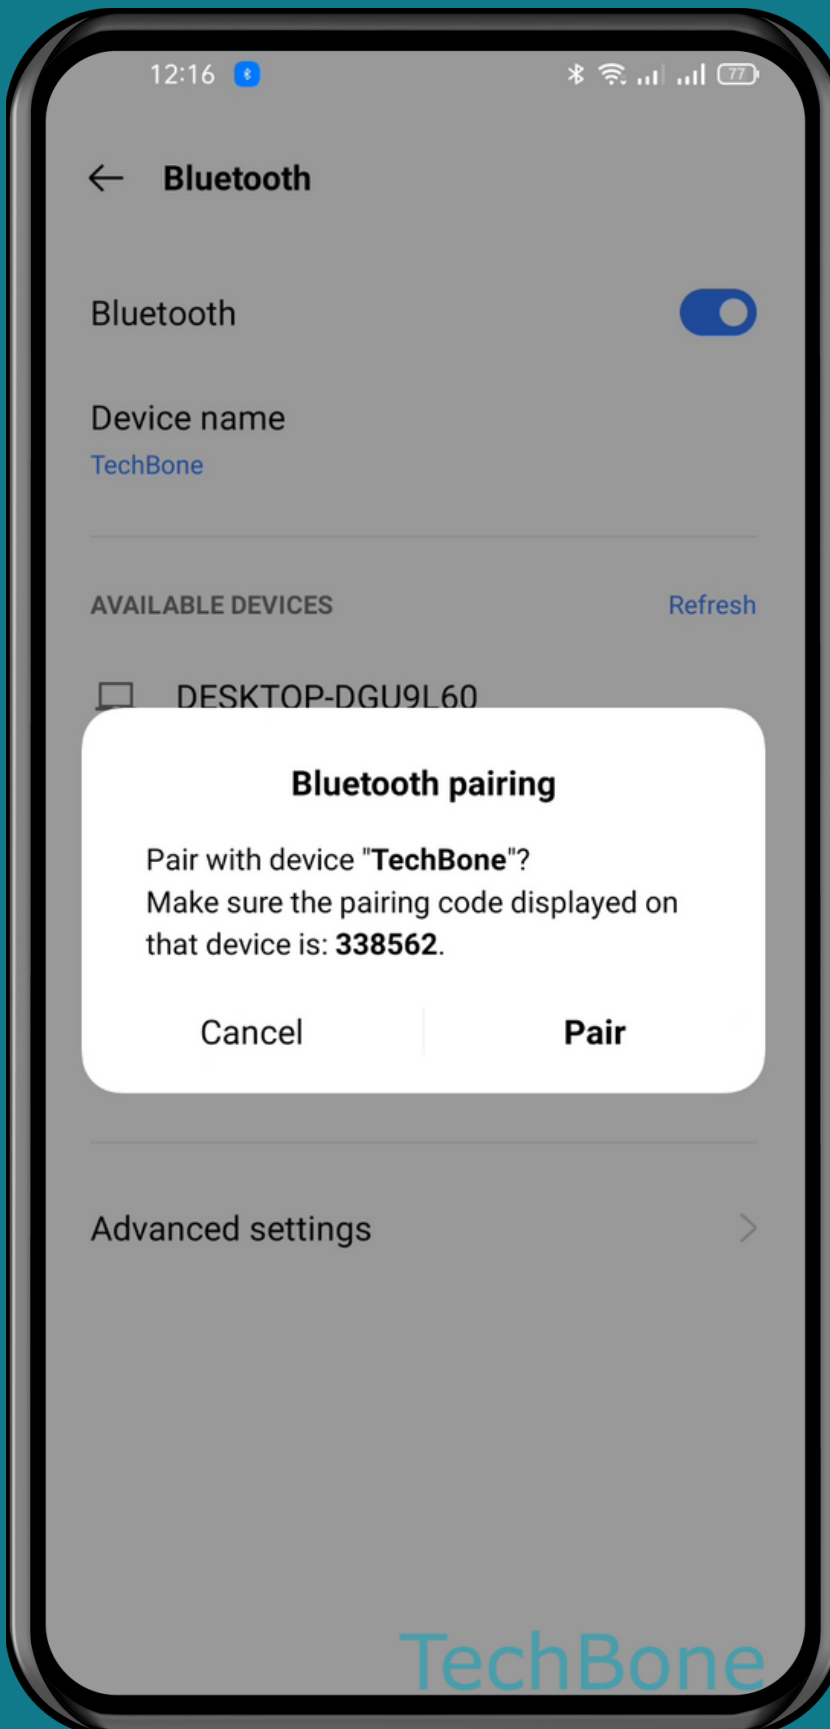 12:16
77
Bluetooth
Bluetooth
Device name
TechBone
AVAILABLE DEVICES
Refresh
DESKTOP-DGU9L60
Bluetooth pairing
Pair with device "TechBone"?
Make sure the pairing code displayed on
that device is: 338562.
Cancel
Pair
Advanced settings
TechBone